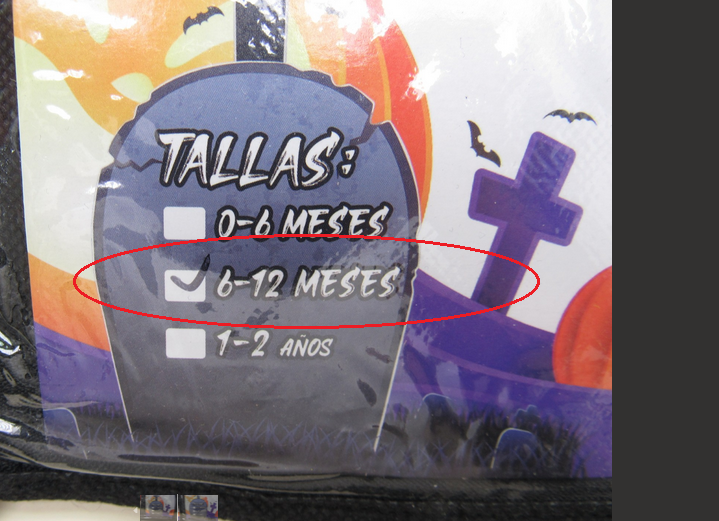 TALLAS:
0-6 MESES
6-12 MESES
1-2 AÑOS